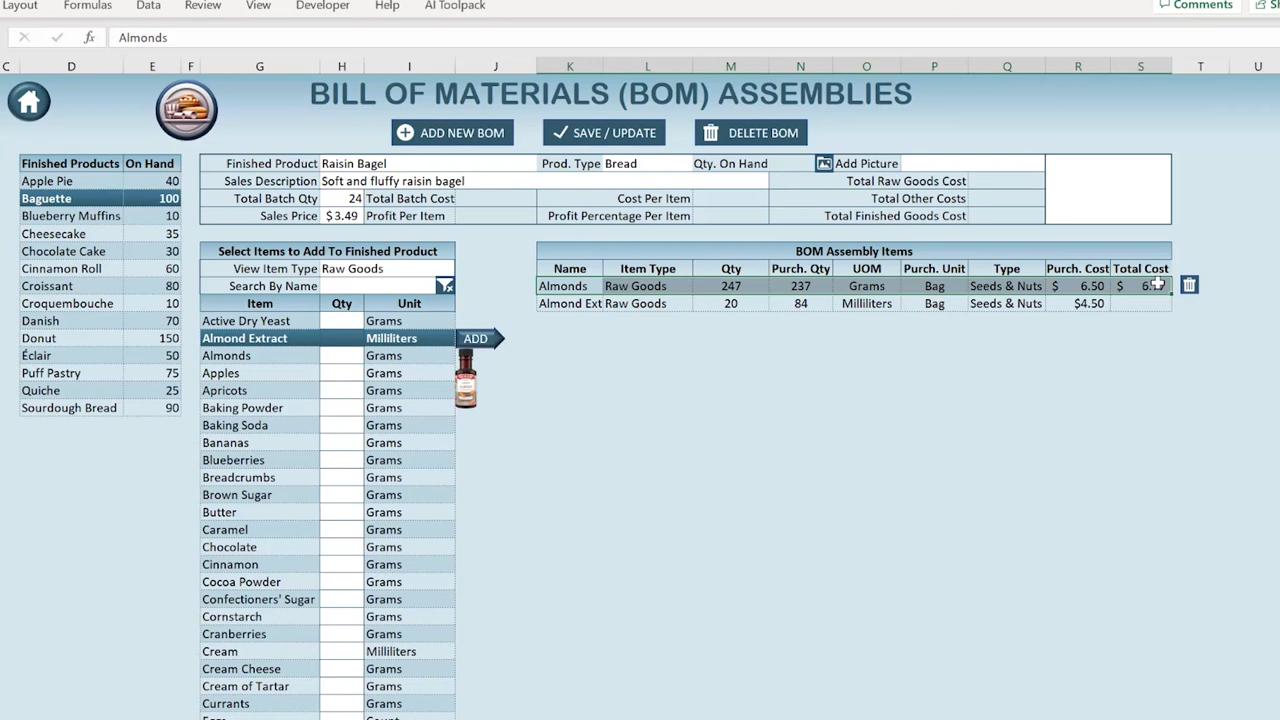 Layout Formulas Data Review View Developer Help AI Toolpack Comments
fx Almonds
C D E F G H I J K L M N O P Q R S T U
BILL OF MATERIALS (BOM) ASSEMBLIES
ADD NEW BOM SAVE / UPDATE DELETE BOM
Finished Products On Hand Finished Product Raisin Bagel Prod. Type Bread Qty. On Hand Add Picture
Apple Pie 40 Sales Description Soft and fluffy raisin bagel Total Raw Goods Cost
Baguette 100 Total Batch Qty 24 Total Batch Cost Cost Per Item Total Other Costs
Blueberry Muffins 10 Sales Price $ 3.49 Profit Per Item Profit Percentage Per Item Total Finished Goods Cost
Cheesecake 35
Chocolate Cake 30 Select Items to Add To Finished Product BOM Assembly Items
Cinnamon Roll 60 View Item Type Raw Goods Name Item Type Qty Purch. Qty UOM Purch. Unit Type Purch. Cost Total Cost
Croissant 80 Search By Name Almonds Raw Goods 247 237 Grams Bag Seeds & Nuts $ 6.50 $
Croquembouche 10 Item Qty Unit Almond Ext Raw Goods 20 84 Milliliters Bag Seeds & Nuts $4.50
Danish 70 Active Dry Yeast Grams
Donut 150 Almond Extract Milliliters ADD
Éclair 50 Almonds Grams
Puff Pastry 75 Apples Grams
Quiche 25 Apricots Grams
Sourdough Bread 90 Baking Powder Grams
Baking Soda Grams
Bananas Grams
Blueberries Grams
Breadcrumbs Grams
Brown Sugar Grams
Butter Grams
Caramel Grams
Chocolate Grams
Cinnamon Grams
Cocoa Powder Grams
Confectioners' Sugar Grams
Cornstarch Grams
Cranberries Grams
Cream Milliliters
Cream Cheese Grams
Cream of Tartar Grams
Currants Grams